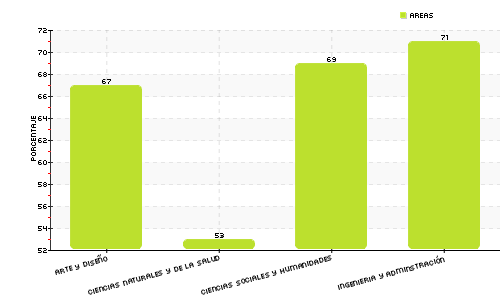 AREAS
72
70
68
66
64
62
60
58
56
54
52
PORCENTAJE
67
53
69
71
ARTE Y DISEÑO
CIENCIAS NATURALES Y DE LA SALUD
CIENCIAS SOCIALES Y HUMANIDADES
INGENIERIA Y ADMINSTRACIÓN